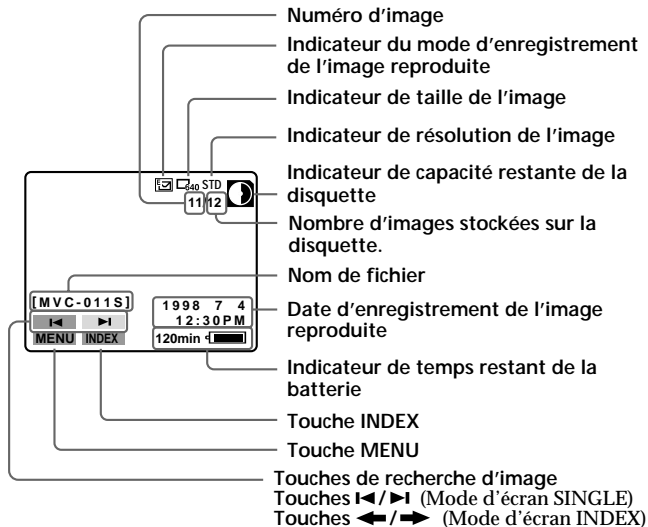 Numéro d'image
Indicateur du mode d'enregistrement
de l'image reproduite
Indicateur de taille de l'image
Indicateur de résolution de l'image
Indicateur de capacité restante de la
disquette
Nombre d'images stockées sur la
disquette.
Nom de fichier
Date d'enregistrement de l'image
reproduite
Indicateur de temps restant de la
batterie
Touche INDEX
Touche MENU
Touches de recherche d'image
Touches ⏮/⏭ (Mode d'écran SINGLE)
Touches ←/→ (Mode d'écran INDEX)
640 STD
11/12
[MVC-011S]
1998 7 4
12:30PM
MENU INDEX
120min